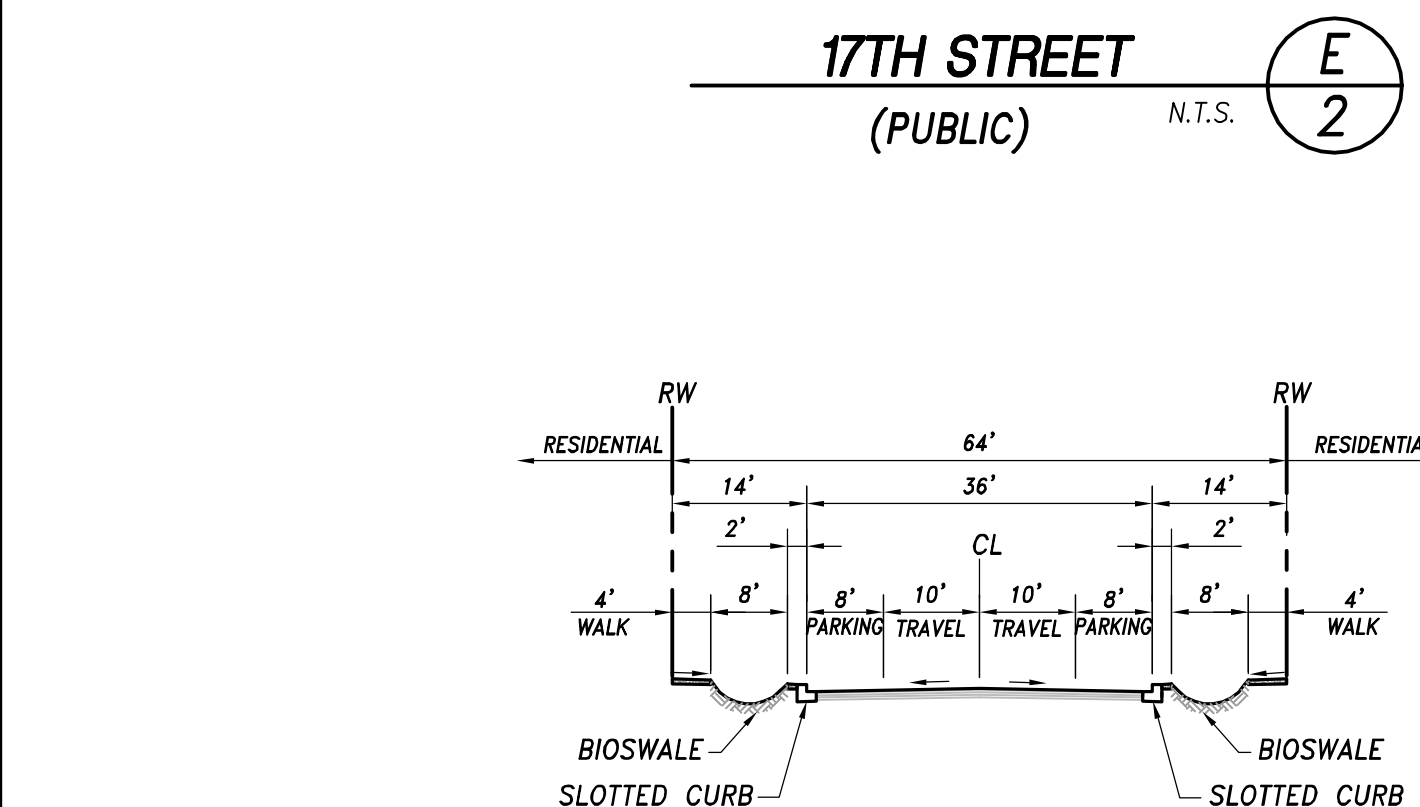 17TH STREET
E
(PUBLIC)
N.T.S.
2
RW
RW
RESIDENTIAL
64'
RESIDENTIA
14'
36'
14'
2'
CL
2'
4'
8'
8'
10'
10'
8'
8'
4'
WALK
PARKING
TRAVEL
TRAVEL
PARKING
WALK
BIOSWALE
BIOSWALE
SLOTTED CURB
SLOTTED CURB